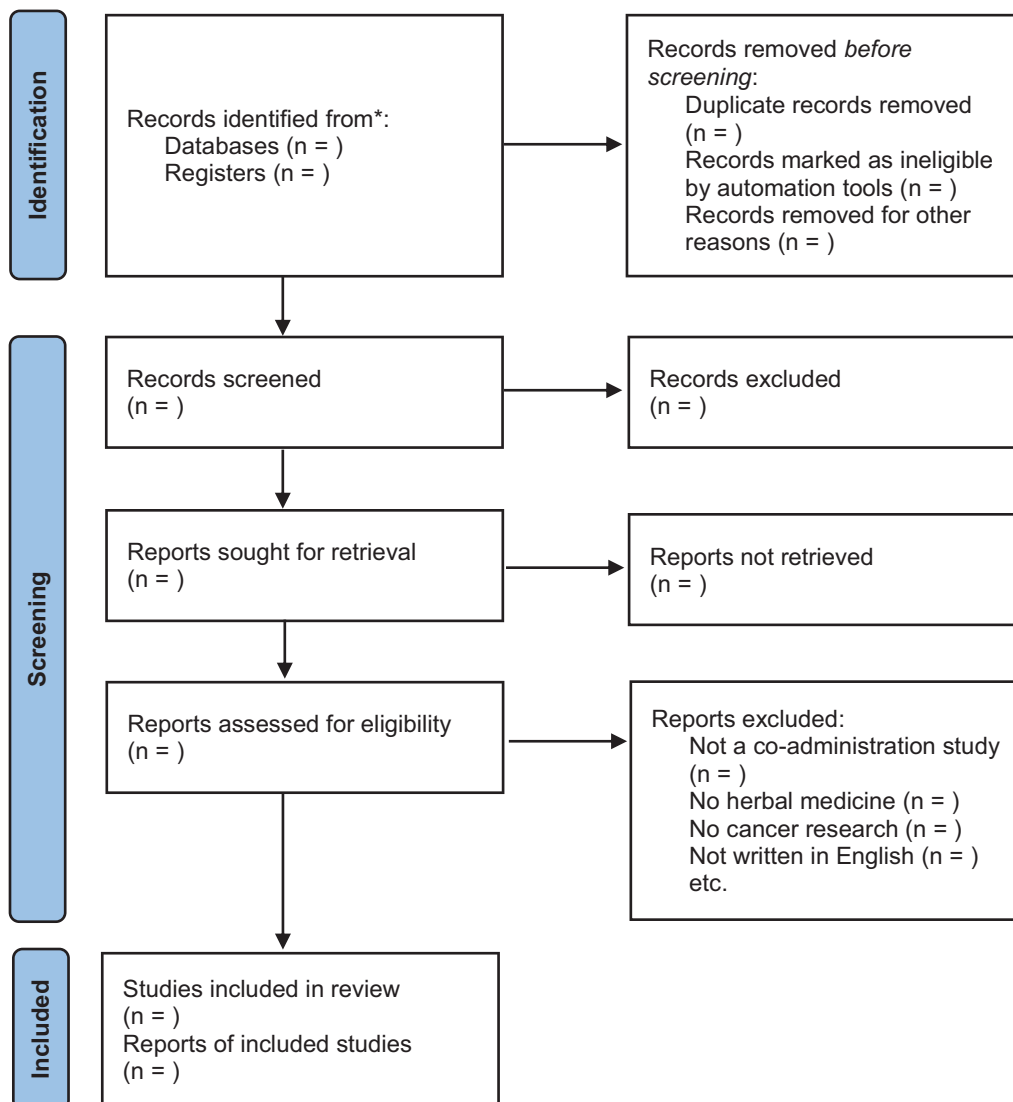 Identification
Records identified from*:
Databases (n = )
Registers (n = )
Records removed before
screening:
Duplicate records removed
(n = )
Records marked as ineligible
by automation tools (n = )
Records removed for other
reasons (n = )
Screening
Records screened
(n = )
Records excluded
(n = )
Reports sought for retrieval
(n = )
Reports not retrieved
(n = )
Reports assessed for eligibility
(n = )
Reports excluded:
Not a co-administration study
(n = )
No herbal medicine (n = )
No cancer research (n = )
Not written in English (n = )
etc.
Included
Studies included in review
(n = )
Reports of included studies
(n = )